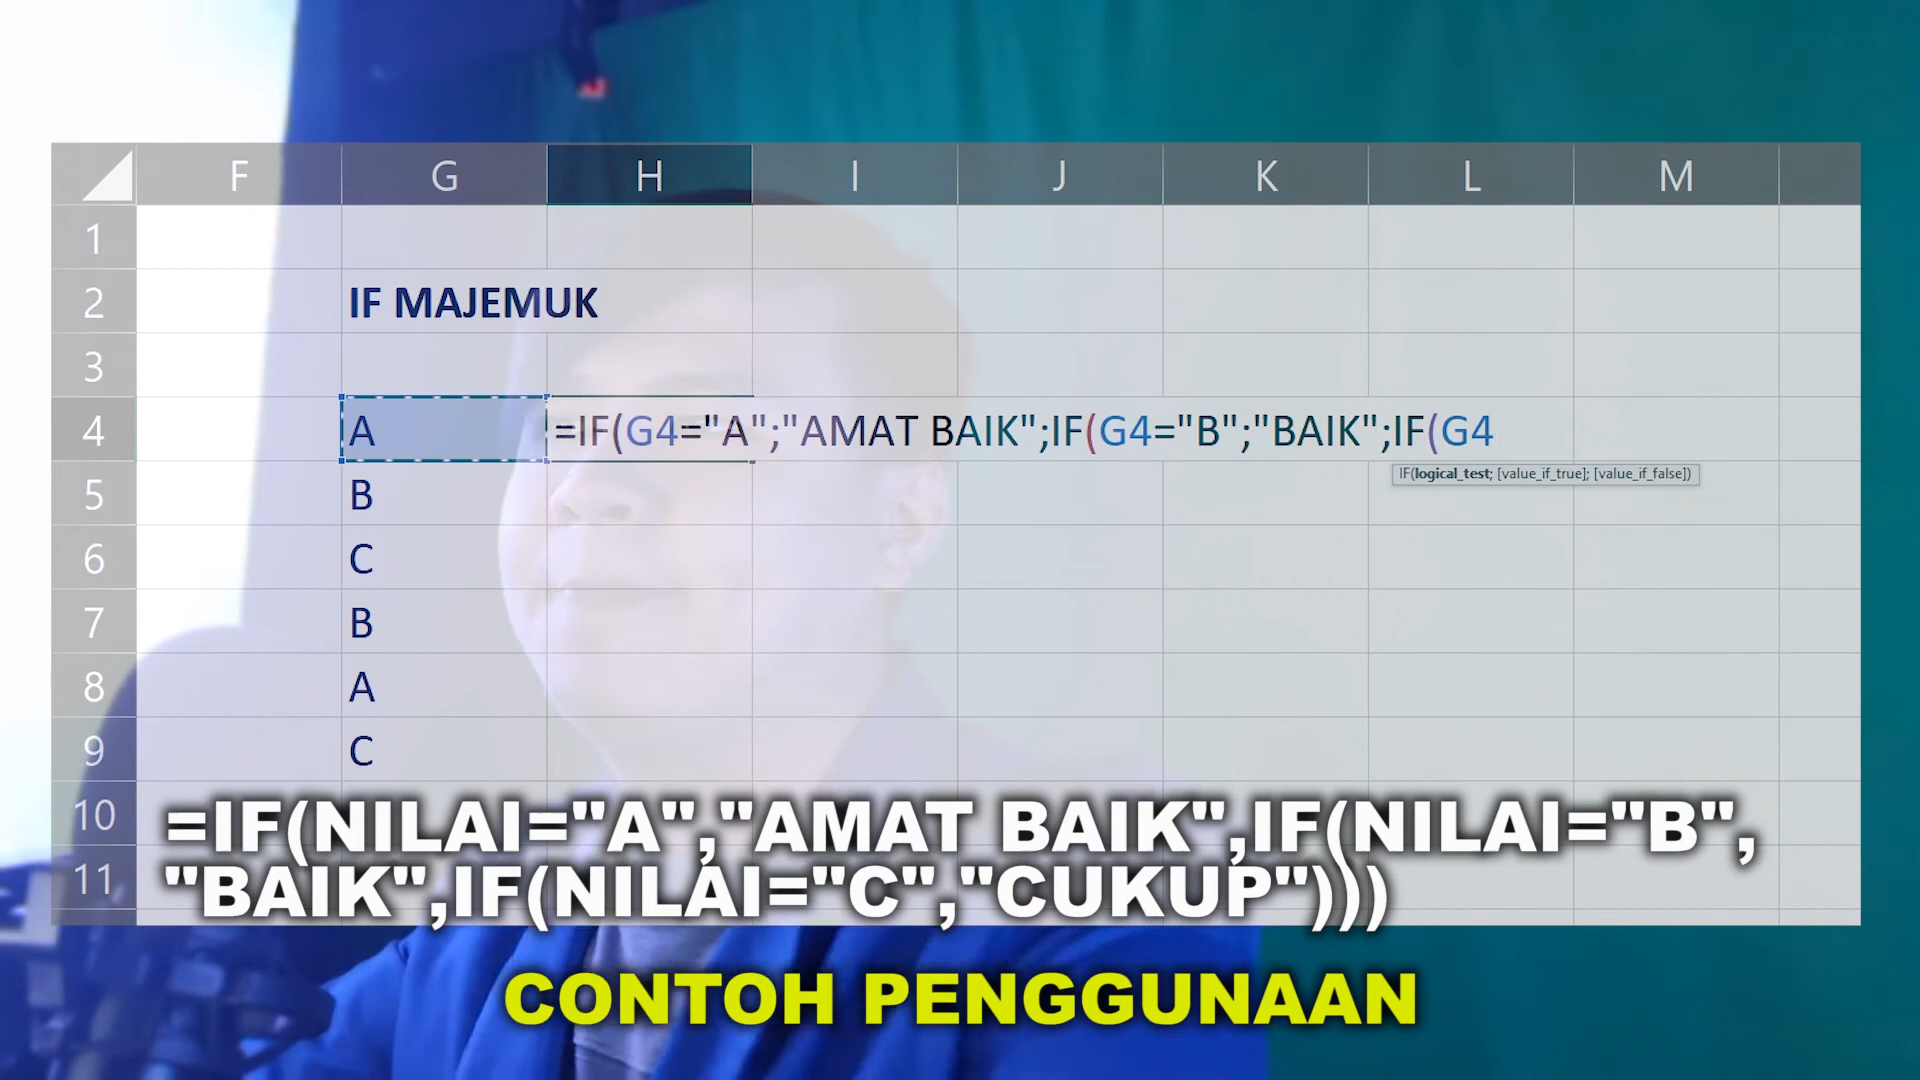 F G H I J K L M
1
2 IF MAJEMUK
3
4 A =IF(G4="A";"AMAT BAIK";IF(G4="B";"BAIK";IF(G4
IF(logical_test; [value_if_true]; [value_if_false])
5 B
6 C
7 B
8 A
9 C
10
11
=IF(NILAI="A","AMAT BAIK",IF(NILAI="B",
"BAIK",IF(NILAI="C","CUKUP")))
CONTOH PENGGUNAAN